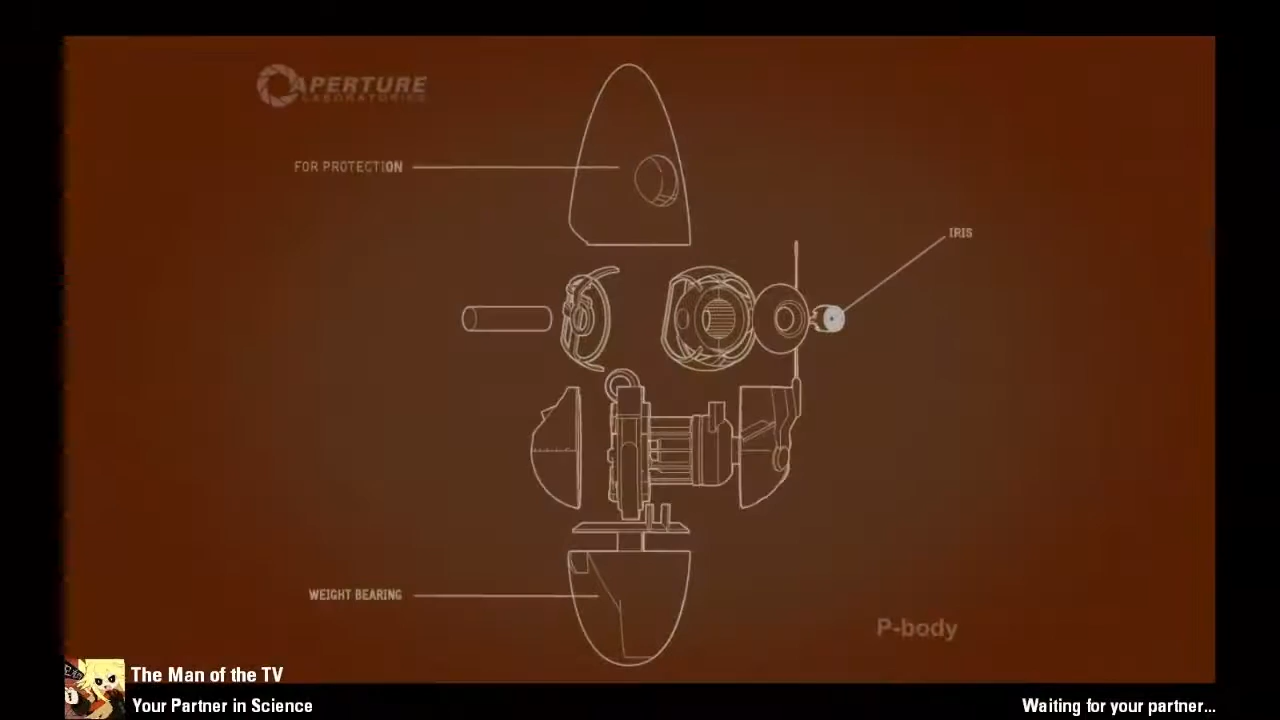 APERTURE
LABORATORIES
FOR PROTECTION
IRIS
WEIGHT BEARING
P-body
The Man of the TV
Your Partner in Science
Waiting for your partner...